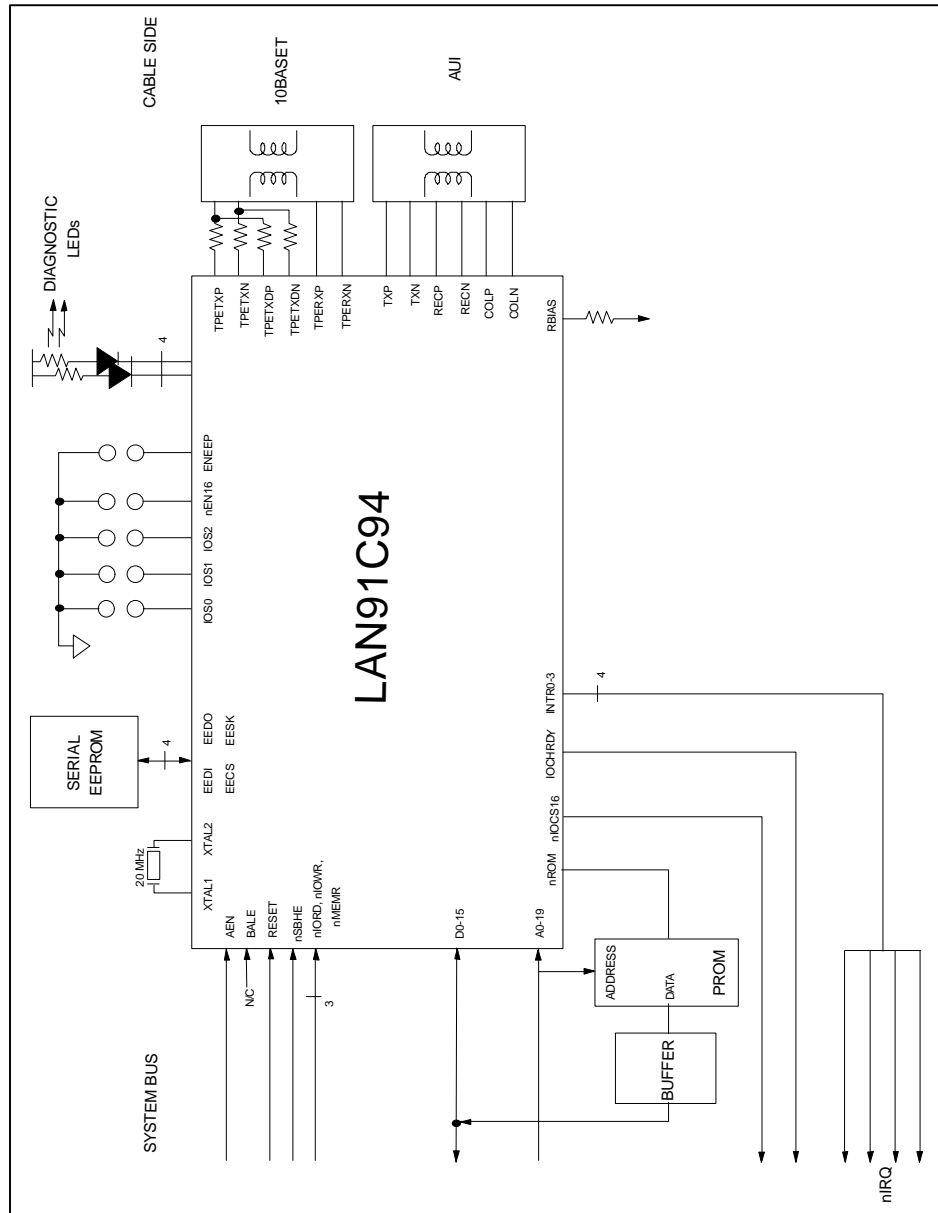 SYSTEM BUS
CABLE SIDE
DIAGNOSTIC
LEDs
10BASET
AUI
SERIAL
EEPROM
20 MHz
XTAL1
XTAL2
EEDI
EEDO
EECS
EESK
IOS0
IOS1
IOS2
nEN16
ENEEP
4
4
AEN
BALE
N/C
RESET
nSBHE
nIORD, nIOWR,
nMEMR
3
D0-15
A0-19
LAN91C94
TPETXP
TPETXN
TPETXDP
TPETXDN
TPERXP
TPERXN
TXP
TXN
RECP
RECN
COLP
COLN
RBIAS
nROM
nIOCS16
IOCHRDY
INTR0-3
4
ADDRESS
DATA
PROM
BUFFER
nIRQ